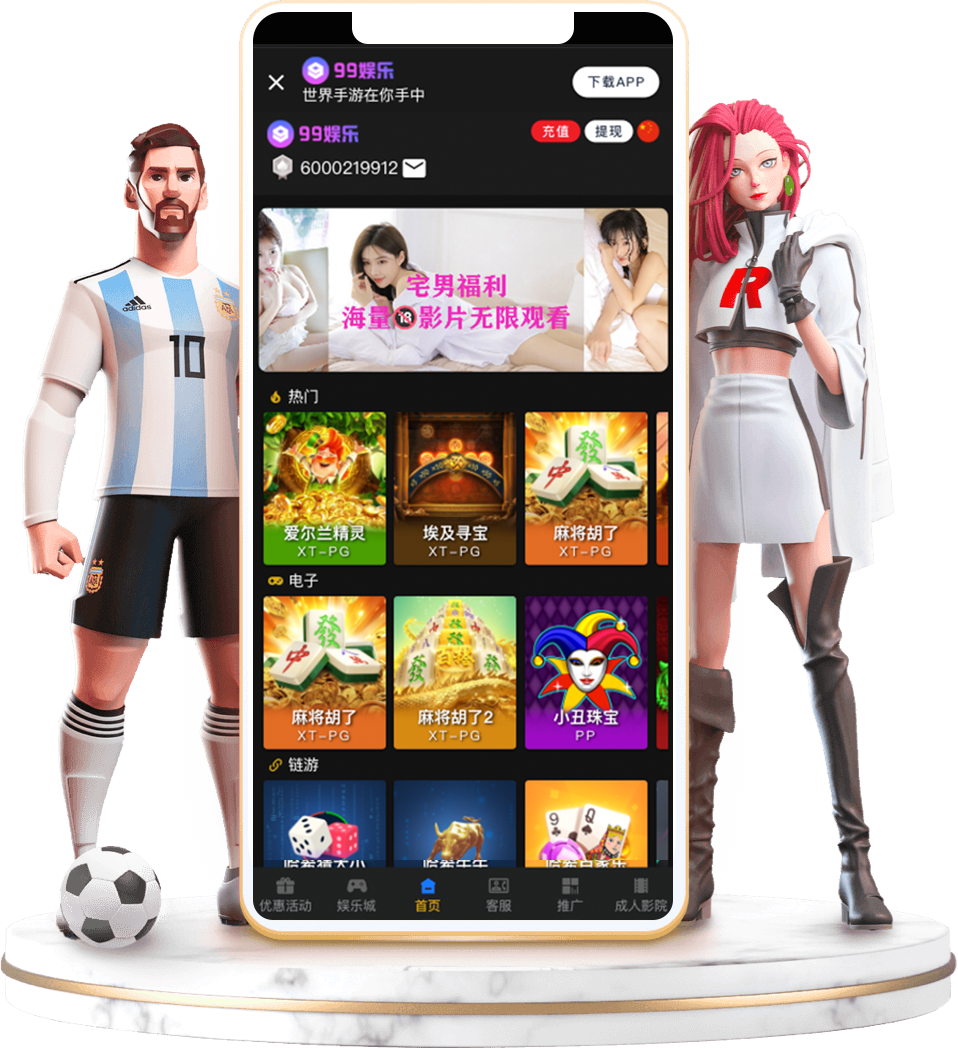 99娱乐
世界手游在你手中
下载APP
99娱乐
充值
提现
6000219912
宅男福利
海量🔞影片无限观看
热门
爱尔兰精灵
XT-PG
埃及寻宝
XT-PG
麻将胡了
XT-PG
电子
麻将胡了
XT-PG
麻将胡了2
XT-PG
小丑珠宝
PP
链游
發
中
9
Q
优惠活动
娱乐城
首页
客服
推广
成人影院
adidas
AFA
10
R